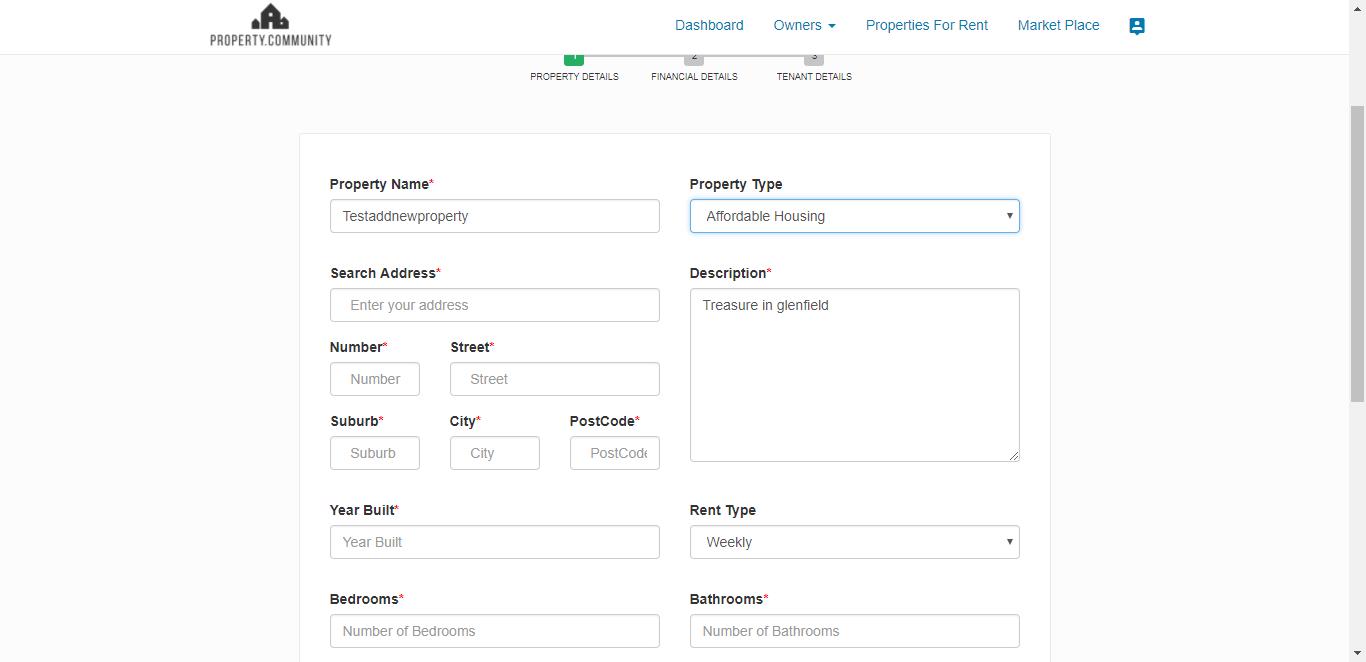 PROPERTY.COMMUNITY
Dashboard Owners Properties For Rent Market Place
1 2 3
PROPERTY DETAILS FINANCIAL DETAILS TENANT DETAILS
Property Name* Property Type
Testaddnewproperty Affordable Housing
Search Address* Description*
Enter your address Treasure in glenfield
Number* Street*
Number Street
Suburb* City* PostCode*
Suburb City PostCode
Year Built* Rent Type
Year Built Weekly
Bedrooms* Bathrooms*
Number of Bedrooms Number of Bathrooms